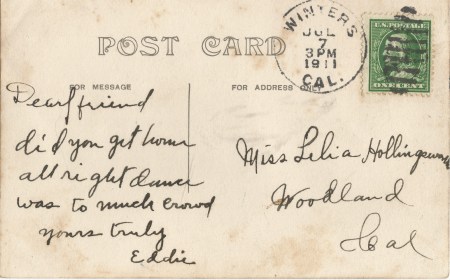 POST CARD
WINTERS
JUL
7
3PM
1911
CAL.
U.S. POSTAGE
ONE CENT
FOR MESSAGE
FOR ADDRESS ONLY
Dear friend
did you get home
all right dance
was to much crowd
yours truly
Eddie
Miss Lelia Hollingsworth
Woodland
Cal